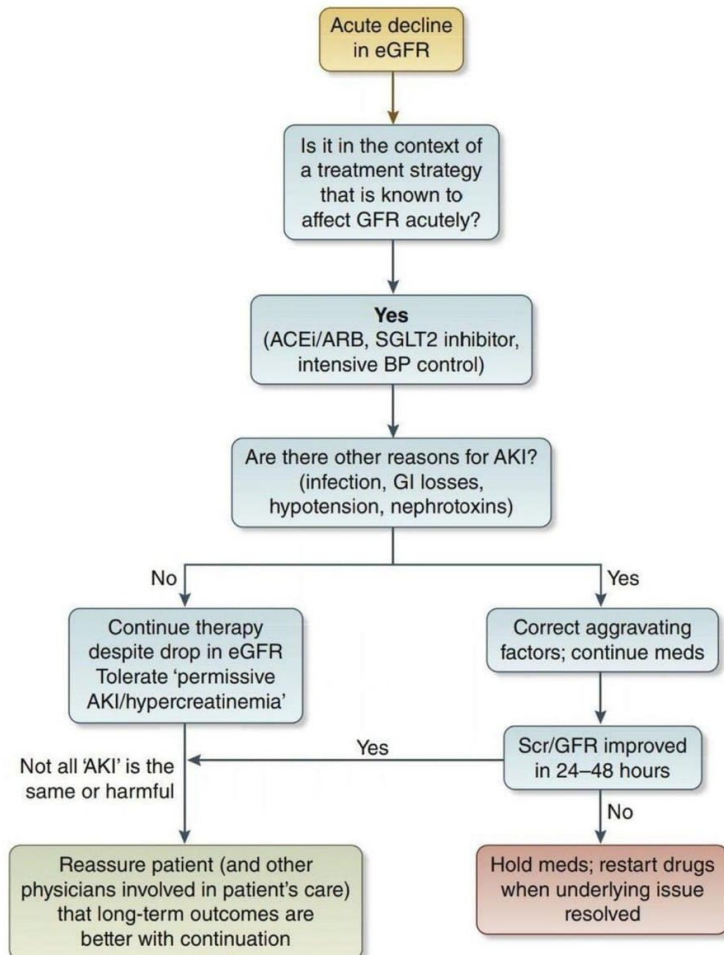 Acute decline
in eGFR
Is it in the context of
a treatment strategy
that is known to
affect GFR acutely?
Yes
(ACEi/ARB, SGLT2 inhibitor,
intensive BP control)
Are there other reasons for AKI?
(infection, GI losses,
hypotension, nephrotoxins)
No
Yes
Continue therapy
despite drop in eGFR
Tolerate ‘permissive
AKI/hypercreatinemia’
Correct aggravating
factors; continue meds
Yes
Scr/GFR improved
in 24–48 hours
Not all ‘AKI’ is the
same or harmful
No
Reassure patient (and other
physicians involved in patient’s care)
that long-term outcomes are
better with continuation
Hold meds; restart drugs
when underlying issue
resolved